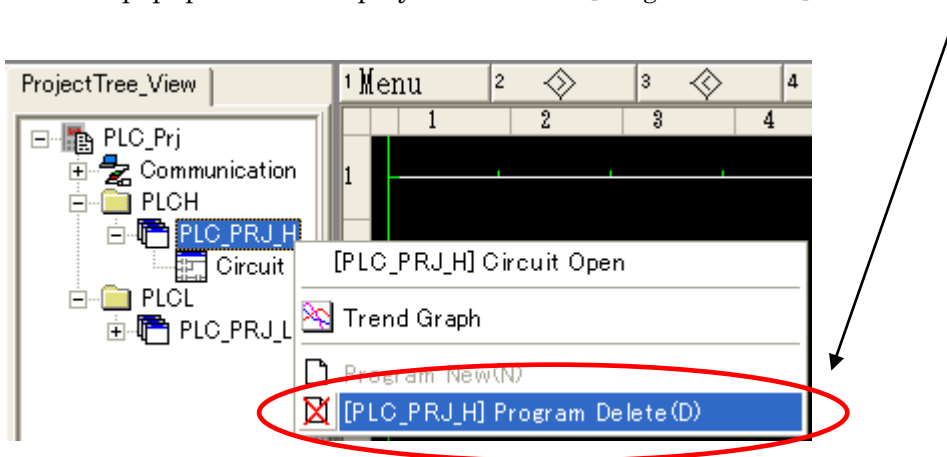 ProjectTree_View
1 Menu 2 3 4
1 2 3 4
PLC_Prj
Communication
1
PLCH
PLC_PRJ_H
Circuit
[PLC_PRJ_H] Circuit Open
PLCL
Trend Graph
PLC_PRJ_L
Program New(N)
[PLC_PRJ_H] Program Delete(D)